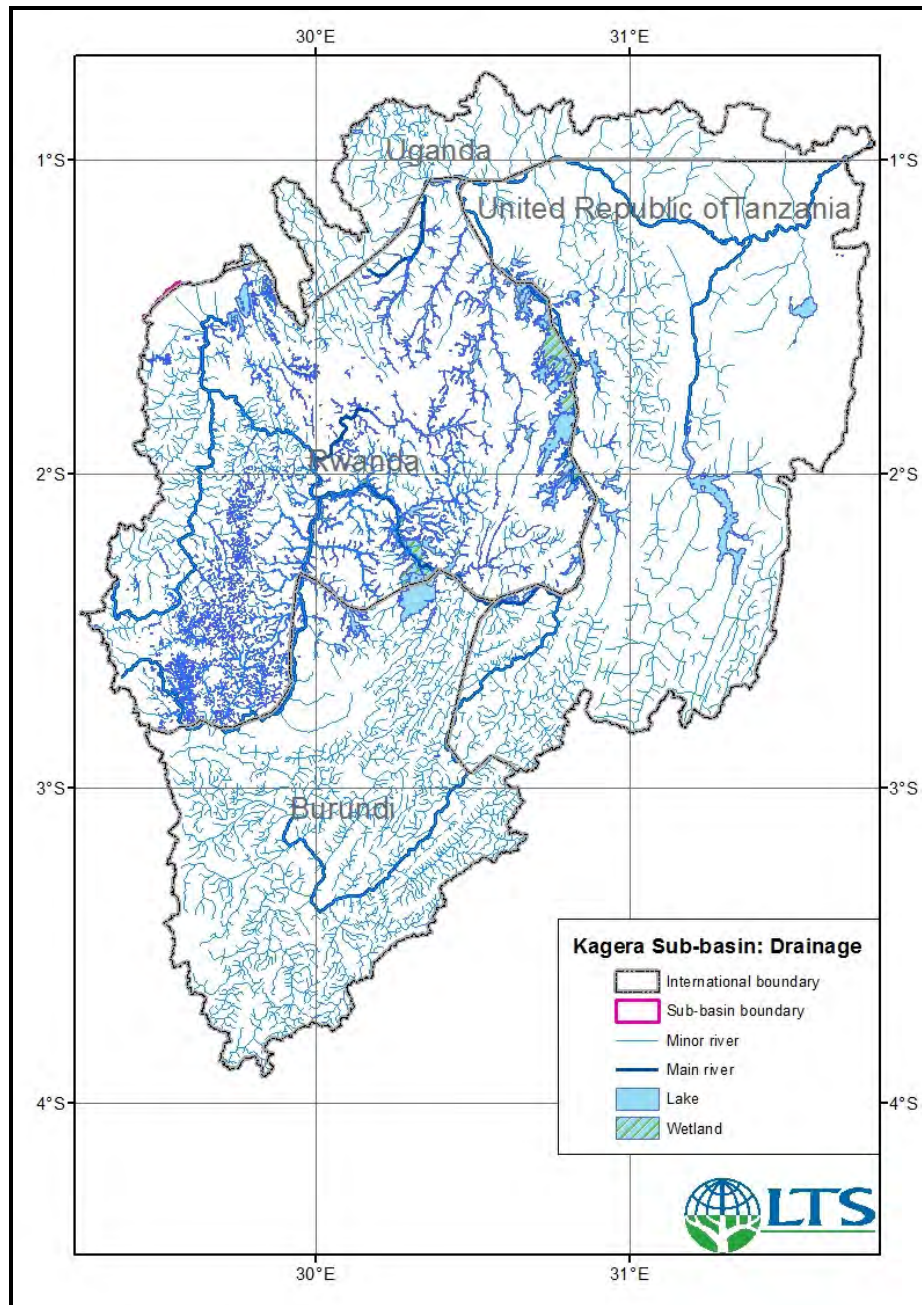 30°E
31°E
1°S
1°S
Uganda
United Republic ofTanzania
2°S
2°S
Rwanda
3°S
3°S
Burundi
Kagera Sub-basin: Drainage
International boundary
Sub-basin boundary
Minor river
Main river
Lake
Wetland
4°S
4°S
LTS
30°E
31°E